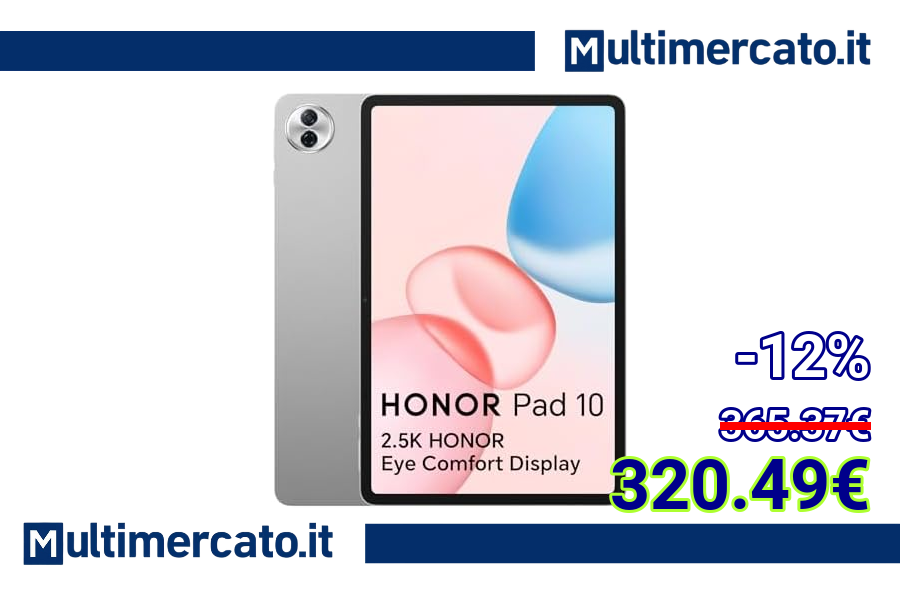 Multimercato.it
HONOR Pad 10
2.5K HONOR
Eye Comfort Display
-12%
365.37€
320.49€
Multimercato.it